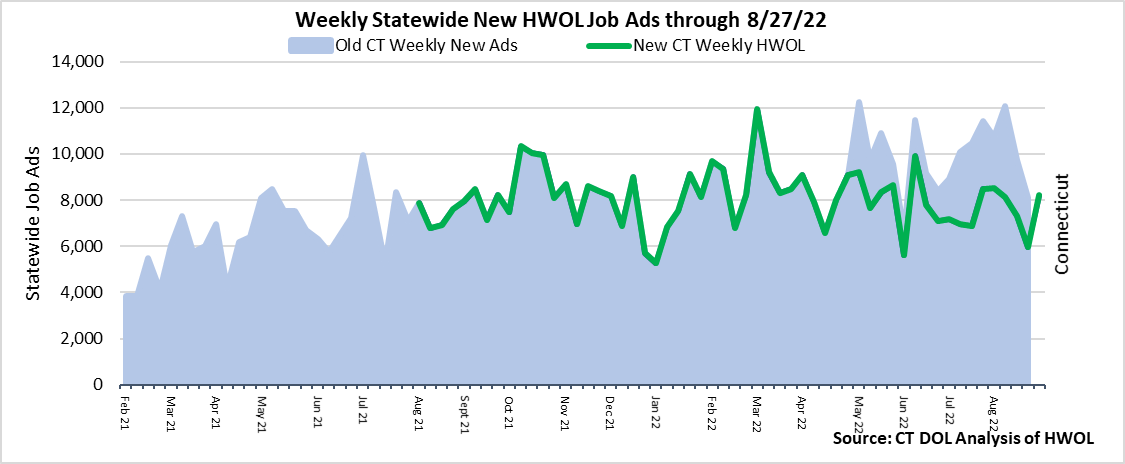 Weekly Statewide New HWOL Job Ads through 8/27/22
Old CT Weekly New Ads
New CT Weekly HWOL
14,000
12,000
10,000
8,000
6,000
4,000
2,000
0
Statewide Job Ads
Connecticut
Feb 21
Mar 21
Apr 21
May 21
Jun 21
Jul 21
Aug 21
Sept 21
Oct 21
Nov 21
Dec 21
Jan 22
Feb 22
Mar 22
Apr 22
May 22
Jun 22
Jul 22
Aug 22
Source: CT DOL Analysis of HWOL